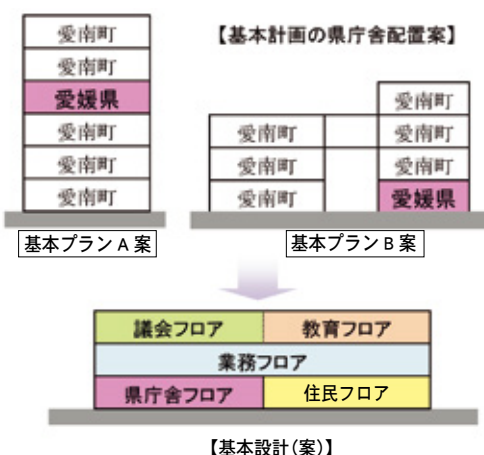 【基本計画の県庁舎配置案】
愛南町
愛南町
愛媛県
愛南町
愛南町
愛南町
基本プランA案
愛南町
愛南町 愛南町
愛南町 愛南町
愛南町 愛媛県
基本プランB案
議会フロア 教育フロア
業務フロア
県庁舎フロア 住民フロア
【基本設計(案)】